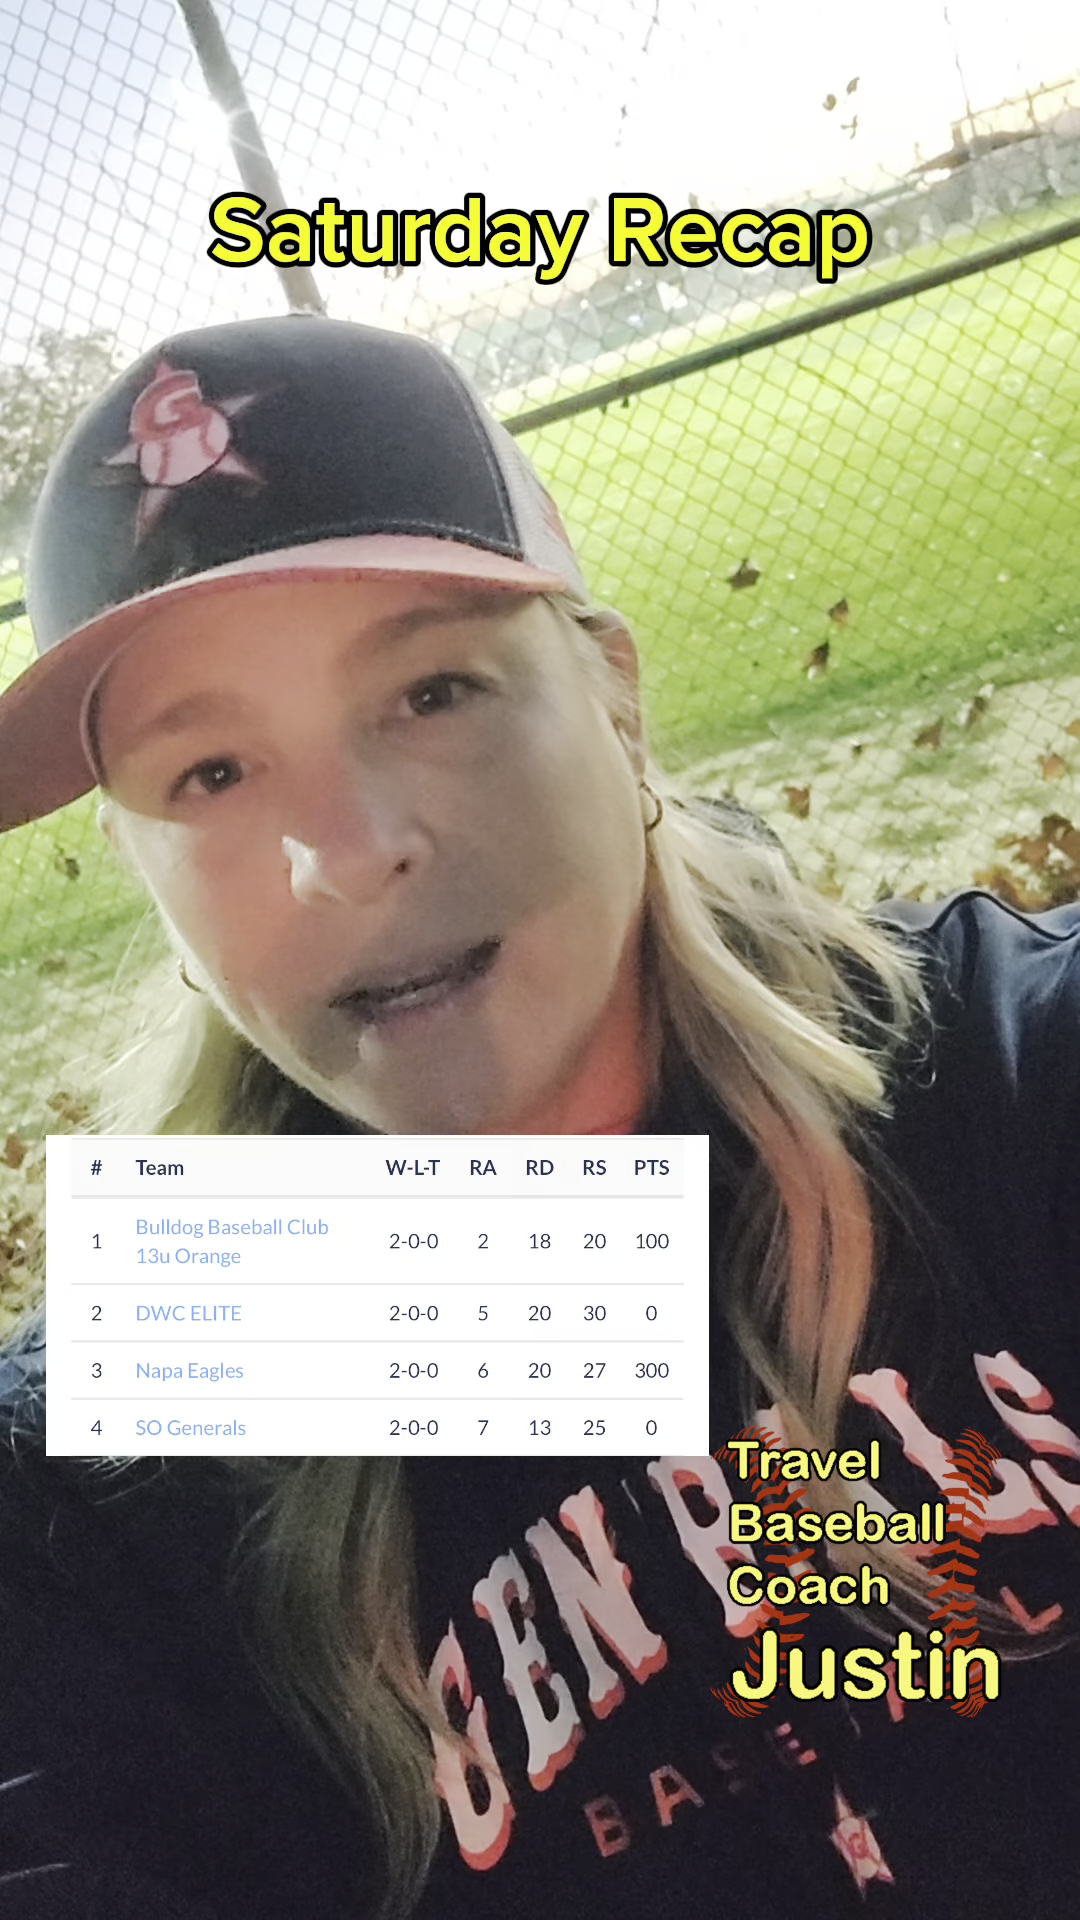 Saturday Recap
G
# Team W-L-T RA RD RS PTS
1 Bulldog Baseball Club 13u Orange 2-0-0 2 18 20 100
2 DWC ELITE 2-0-0 5 20 30 0
3 Napa Eagles 2-0-0 6 20 27 300
4 SO Generals 2-0-0 7 13 25 0
Travel
Baseball
Coach
Justin
GENERALS
BASEBALL
G